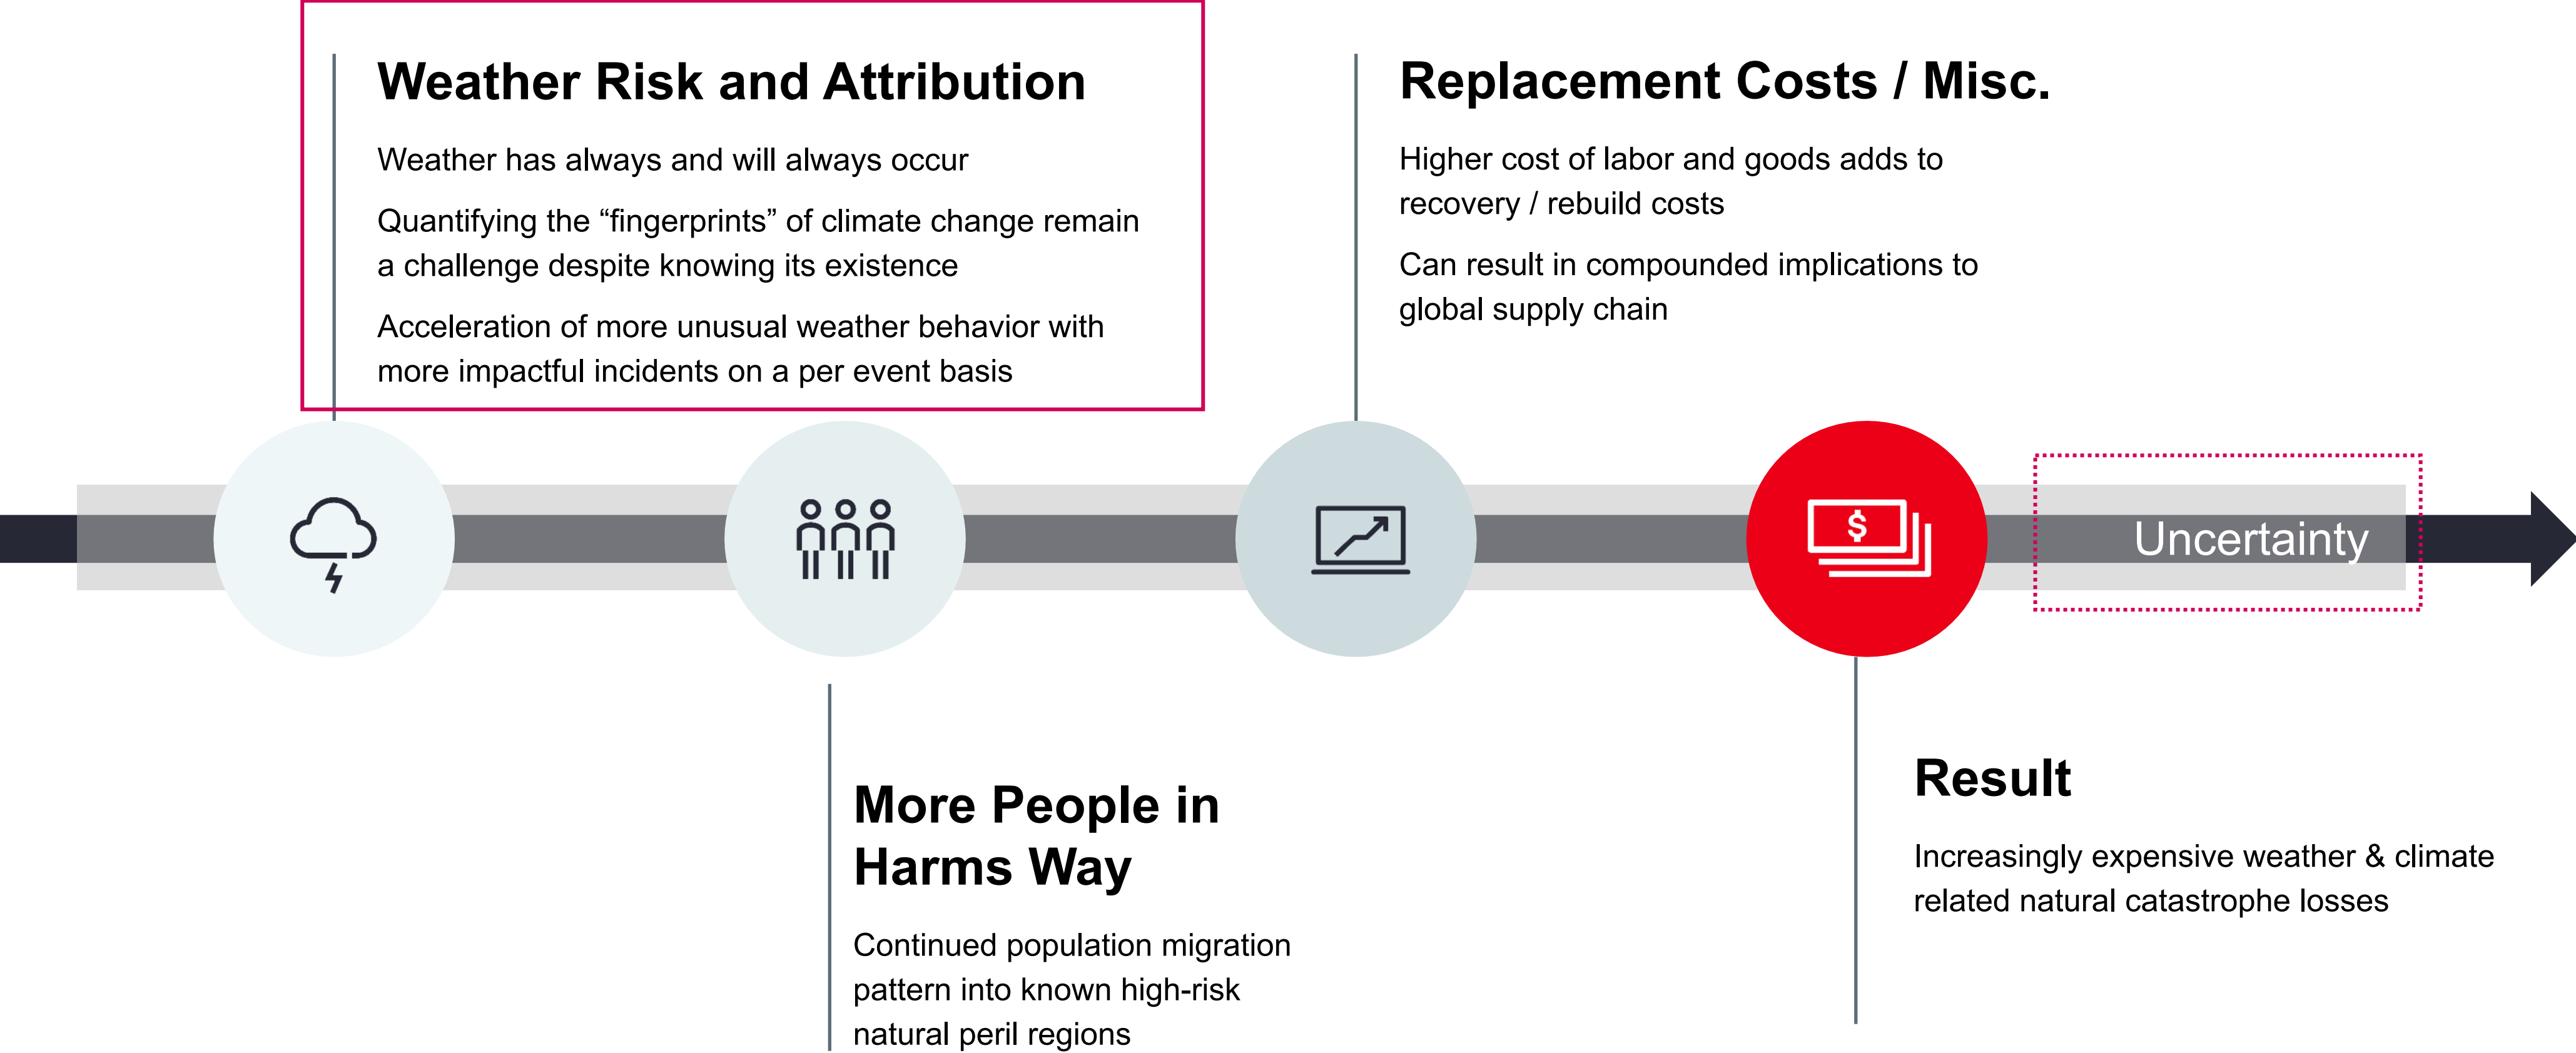 Weather Risk and Attribution
Weather has always and will always occur
Quantifying the “fingerprints” of climate change remain
a challenge despite knowing its existence
Acceleration of more unusual weather behavior with
more impactful incidents on a per event basis
Replacement Costs / Misc.
Higher cost of labor and goods adds to
recovery / rebuild costs
Can result in compounded implications to
global supply chain
$
Uncertainty
More People in
Harms Way
Continued population migration
pattern into known high-risk
natural peril regions
Result
Increasingly expensive weather & climate
related natural catastrophe losses